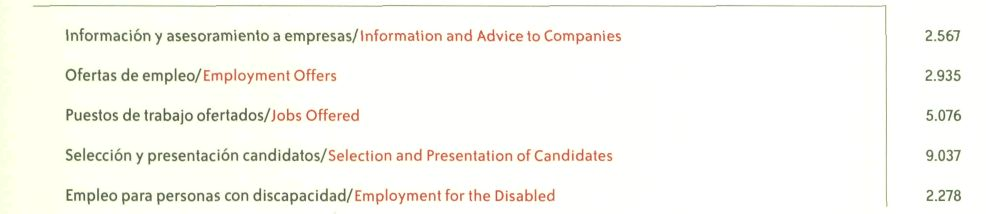 Información y asesoramiento a empresas/Information and Advice to Companies 2.567
Ofertas de empleo/Employment Offers 2.935
Puestos de trabajo ofertados/Jobs Offered 5.076
Selección y presentación candidatos/Selection and Presentation of Candidates 9.037
Empleo para personas con discapacidad/Employment for the Disabled 2.278